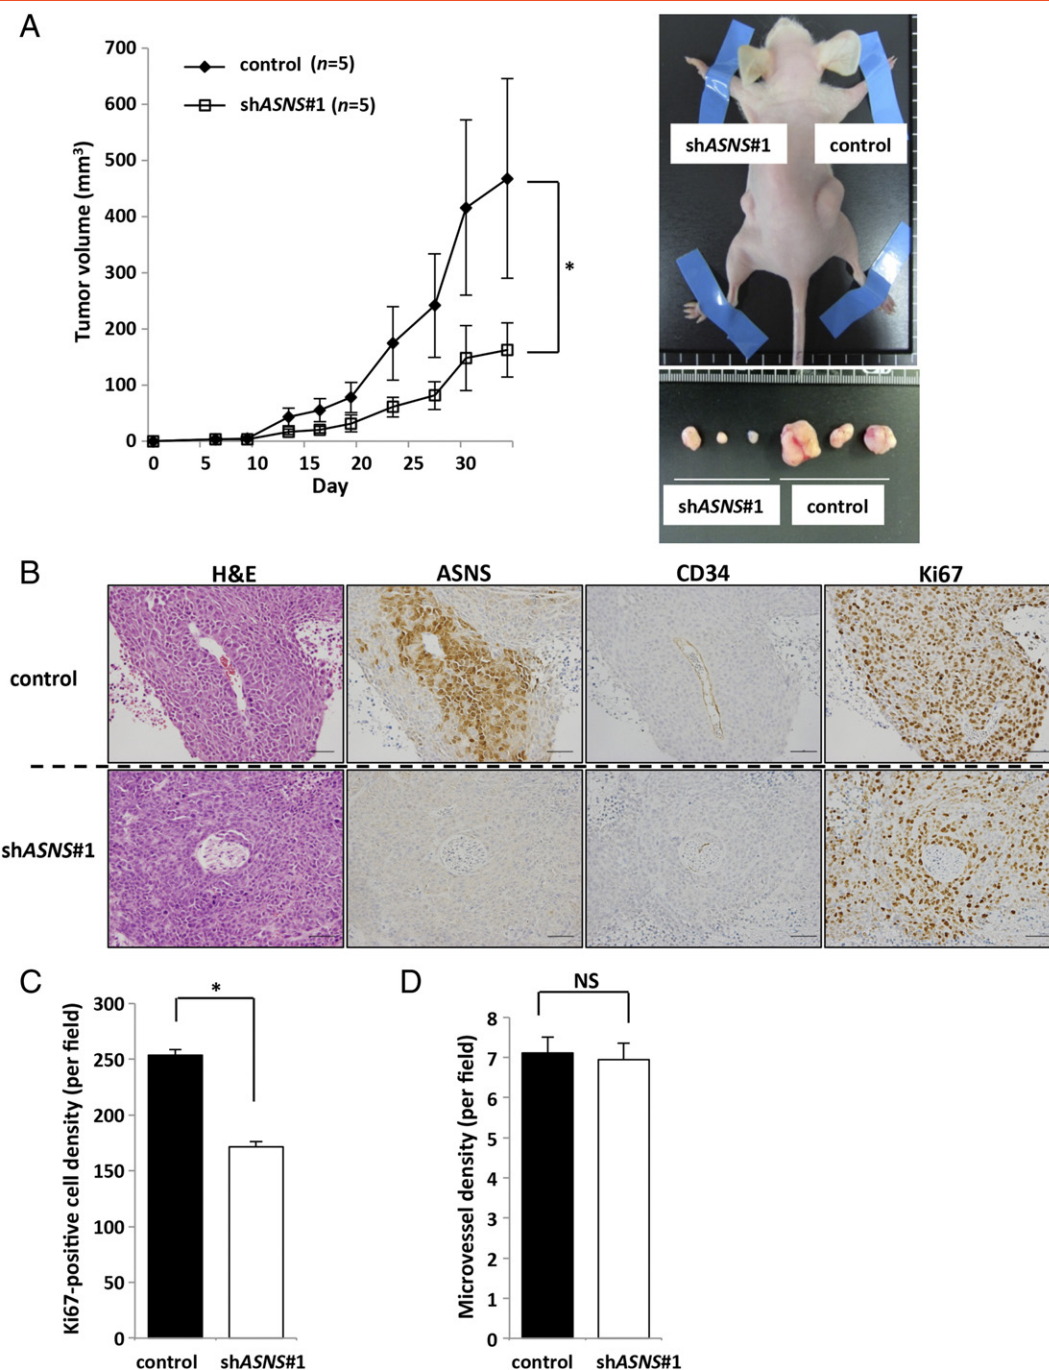 A
700
600
500
400
300
200
100
0
Tumor volume (mm³)
control (n=5)
shASNS#1 (n=5)
*
0 5 10 15 20 25 30
Day
shASNS#1 control
shASNS#1 control
B
H&E ASNS CD34 Ki67
control
shASNS#1
C
Ki67-positive cell density (per field)
300
250
200
150
100
50
0
*
control shASNS#1
D
Microvessel density (per field)
8
7
6
5
4
3
2
1
0
NS
control shASNS#1